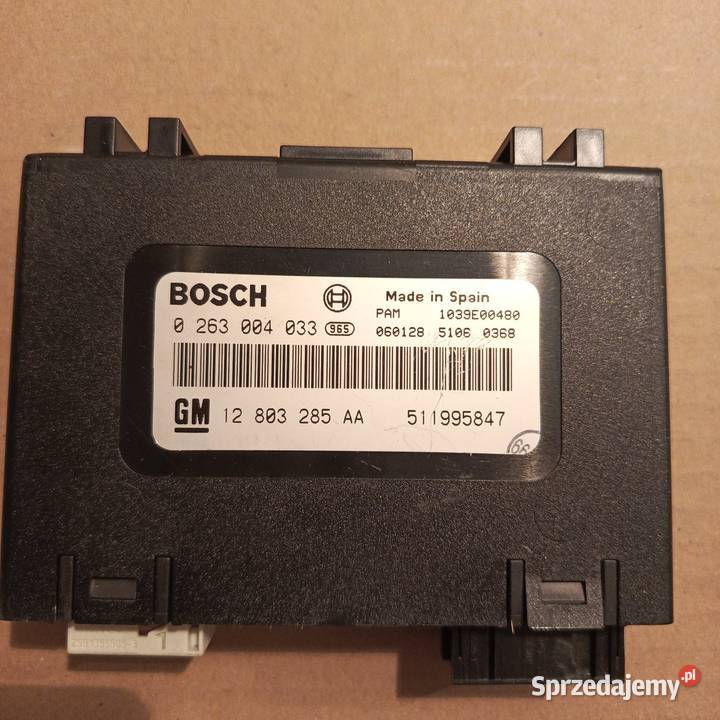 BOSCH Made in Spain
PAM 1039E00480
0 263 004 033 965 060128 5106 0368
GM 12 803 285 AA 511995847
Sprzedajemy.pl